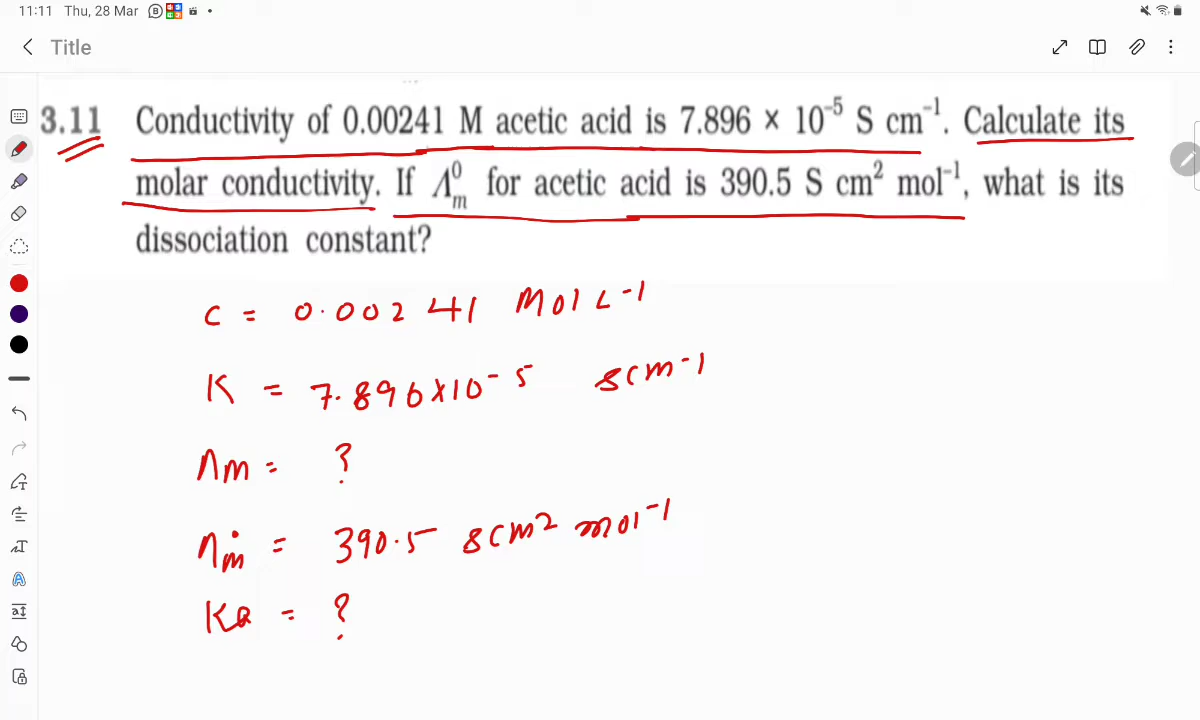 11:11 Thu, 28 Mar
Title
3.11 Conductivity of 0.00241 M acetic acid is 7.896 × 10⁻⁵ S cm⁻¹. Calculate its
molar conductivity. If Λ⁰ₘ for acetic acid is 390.5 S cm² mol⁻¹, what is its
dissociation constant?
C = 0.00241 Mol L⁻¹
K = 7.896×10⁻⁵ Scm⁻¹
Λm = ?
Λ°m = 390.5 Scm² mol⁻¹
Ka = ?